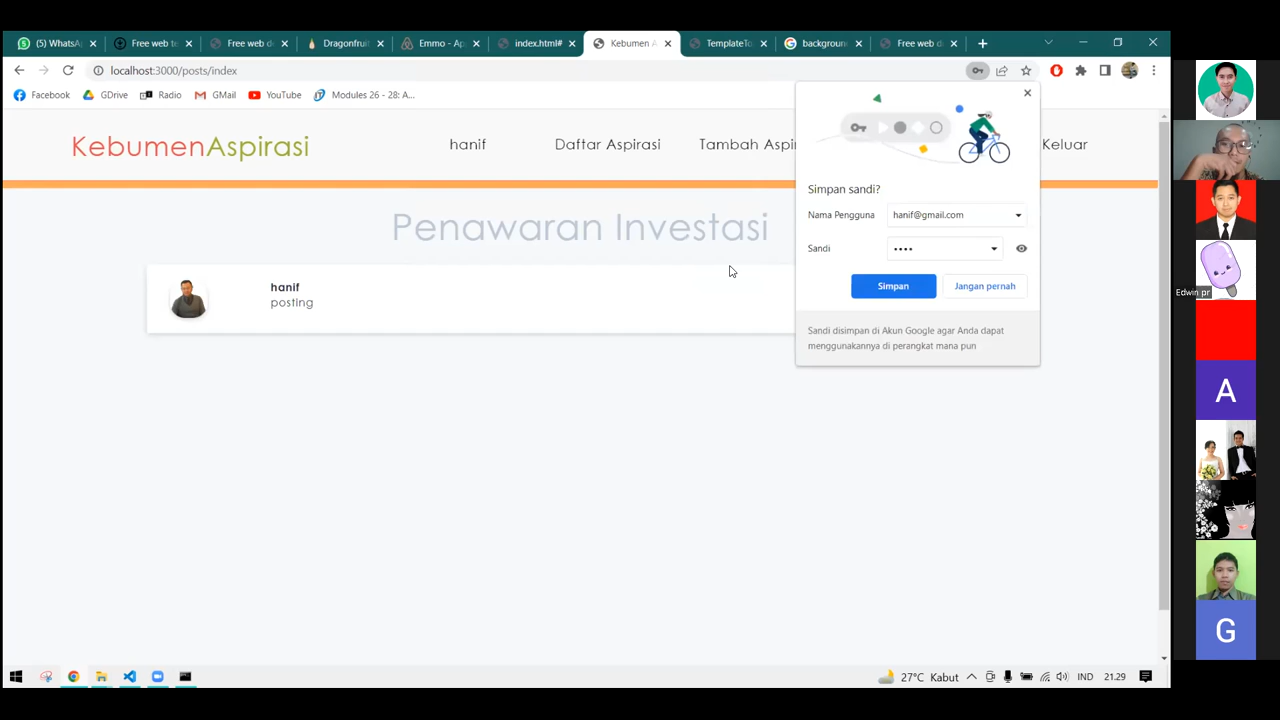 (5) WhatsA
Free web te
Free web de
Dragonfruit
Emmo - Ap
index.html#
Kebumen A
TemplateTo
backgroun
Free web d
localhost:3000/posts/index
Facebook
GDrive
Radio
GMail
YouTube
Modules 26 - 28: A...
KebumenAspirasi
hanif
Daftar Aspirasi
Tambah Aspir
Keluar
Penawaran Investasi
hanif
posting
Simpan sandi?
Nama Pengguna
hanif@gmail.com
Sandi
••••
Simpan
Jangan pernah
Sandi disimpan di Akun Google agar Anda dapat
menggunakannya di perangkat mana pun
Edwin pr
A
G
27°C Kabut
IND
21.29